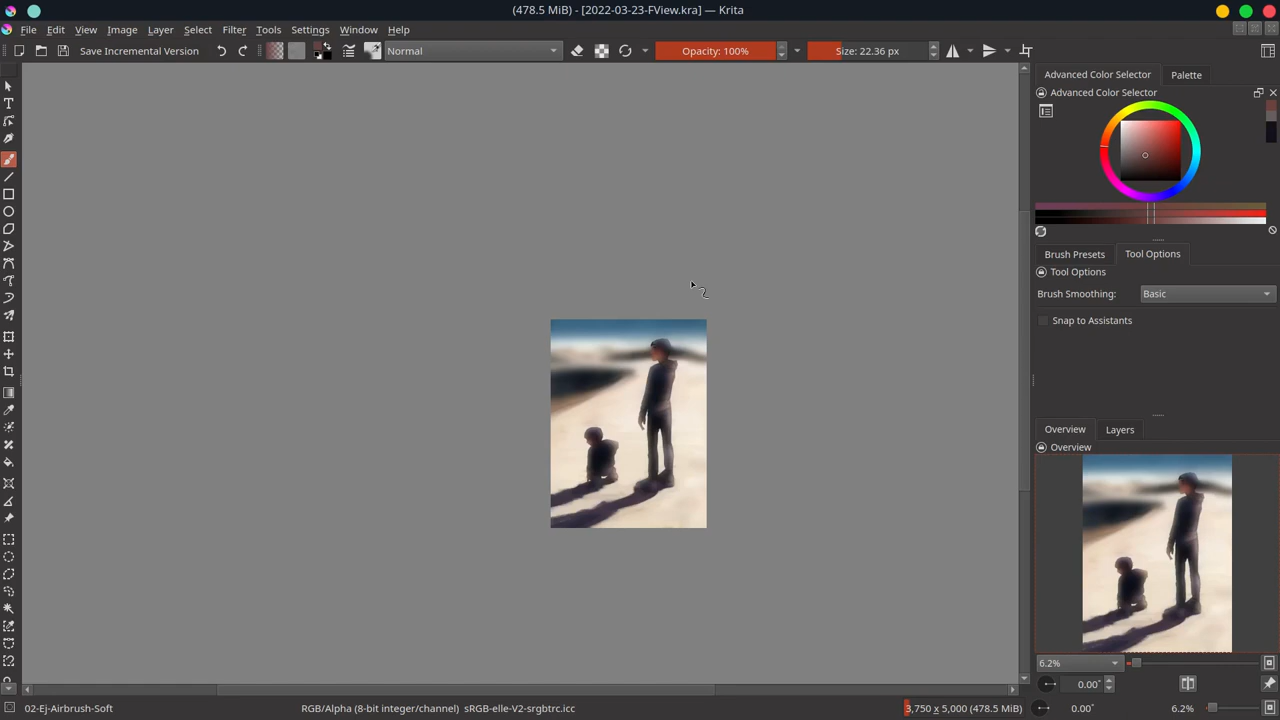 (478.5 MiB) - [2022-03-23-FView.kra] — Krita
File Edit View Image Layer Select Filter Tools Settings Window Help
Save Incremental Version Normal Opacity: 100% Size: 22.36 px
Advanced Color Selector Palette
Advanced Color Selector
Brush Presets Tool Options
Tool Options
Brush Smoothing: Basic
Snap to Assistants
Overview Layers
Overview
6.2%
0.00°
02-Ej-Airbrush-Soft RGB/Alpha (8-bit integer/channel) sRGB-elle-V2-srgbtrc.icc 3,750 x 5,000 (478.5 MiB) 0.00° 6.2%